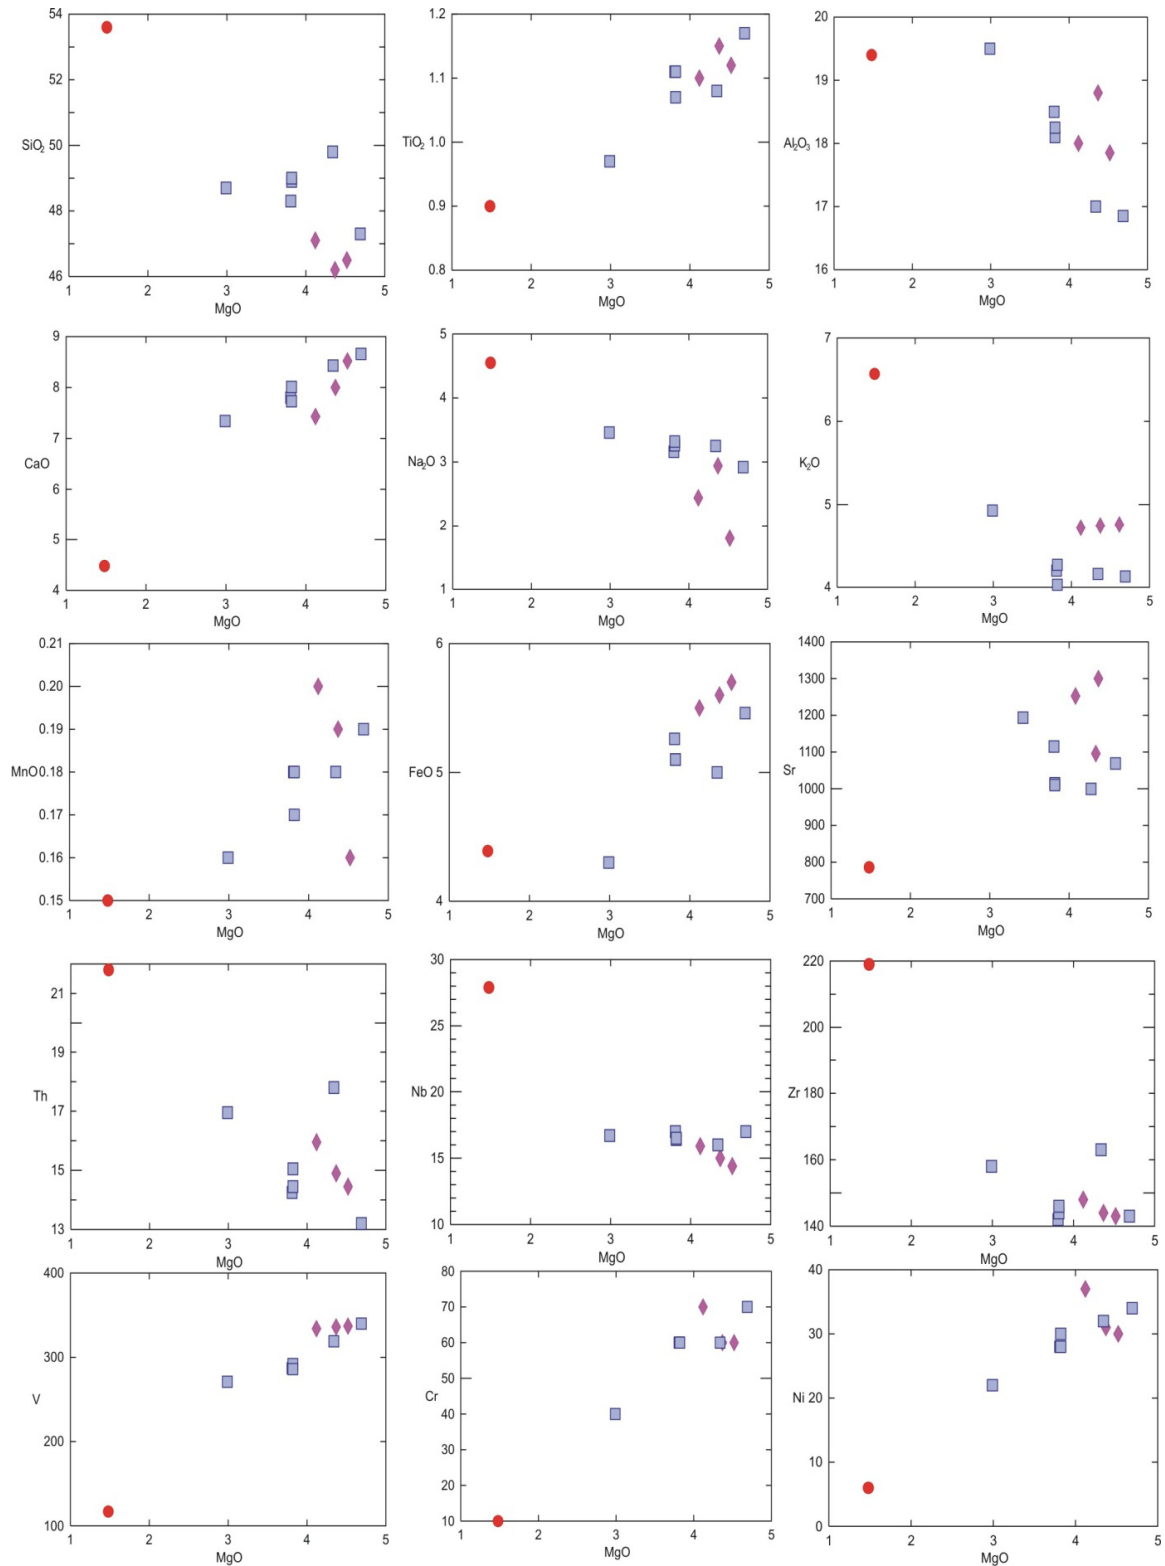 54
52
SiO₂ 50
48
46
1 2 3 4 5
MgO
1.2
1.1
TiO₂ 1.0
0.9
0.8
1 2 3 4 5
MgO
20
19
Al₂O₃ 18
17
16
1 2 3 4 5
MgO
9
8
7
CaO
6
5
4
1 2 3 4 5
MgO
5
4
Na₂O 3
2
1
1 2 3 4 5
MgO
7
6
K₂O
5
4
1 2 3 4 5
MgO
0.21
0.20
0.19
MnO 0.18
0.17
0.16
0.15
1 2 3 4 5
MgO
6
FeO 5
4
1 2 3 4 5
MgO
1400
1300
1200
1100
Sr
1000
900
800
700
1 2 3 4 5
MgO
21
19
Th
17
15
13
1 2 3 4 5
MgO
30
25
Nb 20
15
10
1 2 3 4 5
MgO
220
200
Zr 180
160
140
1 2 3 4 5
MgO
400
300
V
200
100
1 2 3 4 5
MgO
80
70
60
50
Cr
40
30
20
10
1 2 3 4 5
MgO
40
30
Ni 20
10
0
1 2 3 4 5
MgO